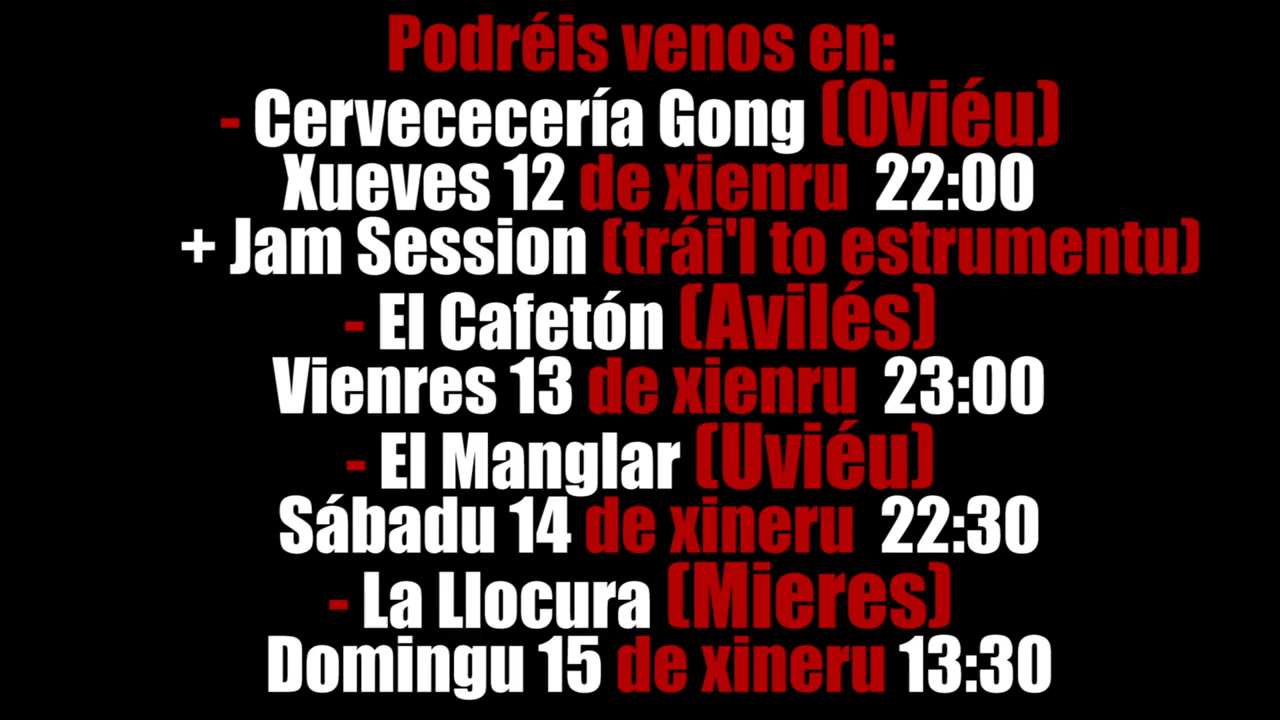 Podréis venos en:
- Cervececería Gong (Oviéu)
Xueves 12 de xienru 22:00
+ Jam Session (trái'l to estrumentu)
- El Cafetón (Avilés)
Vienres 13 de xienru 23:00
- El Manglar (Uviéu)
Sábadu 14 de xineru 22:30
- La Llocura (Mieres)
Domingu 15 de xineru 13:30